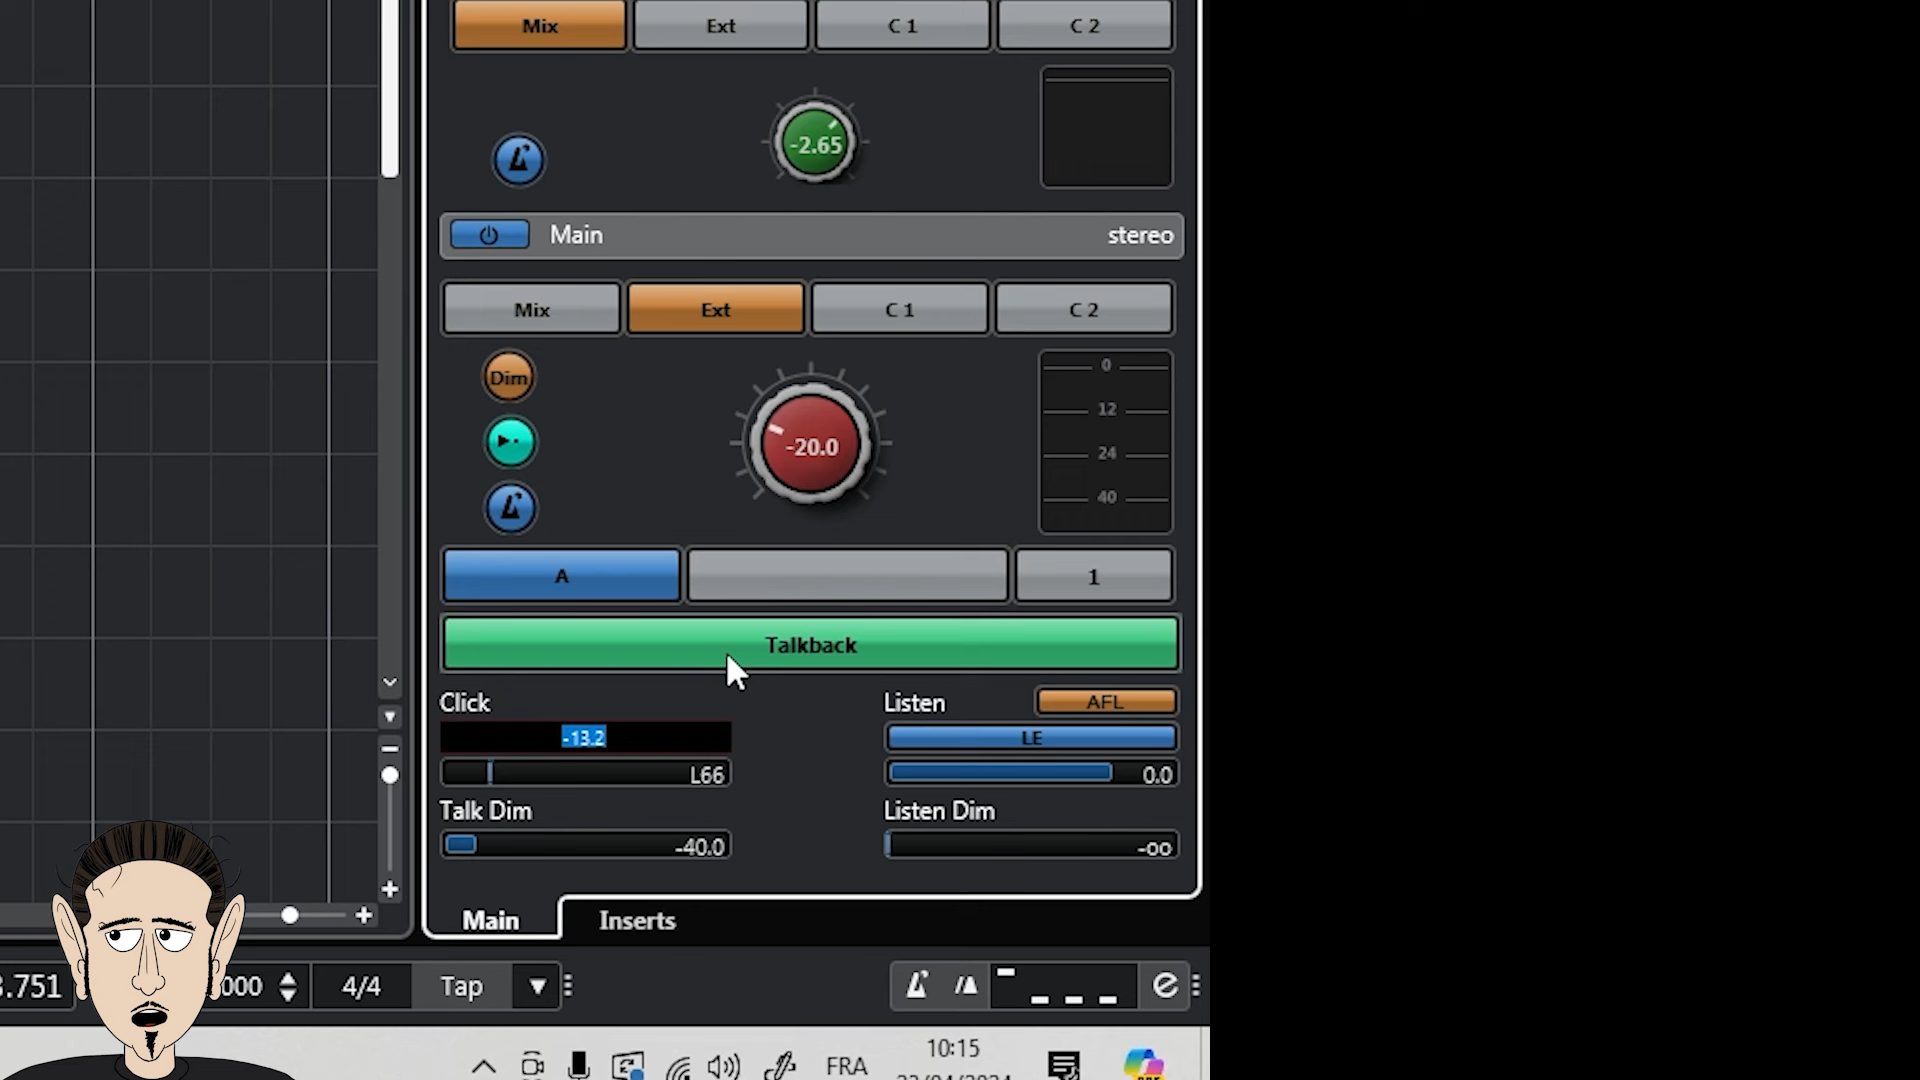 Mix Ext C 1 C 2
-2.65
Main stereo
Mix Ext C 1 C 2
Dim
-20.0
0
12
24
40
A 1
Talkback
Click Listen AFL
-13.2 LE
L66 0.0
Talk Dim Listen Dim
-40.0 -oo
Main Inserts
3.751 000 4/4 Tap
FRA 10:15